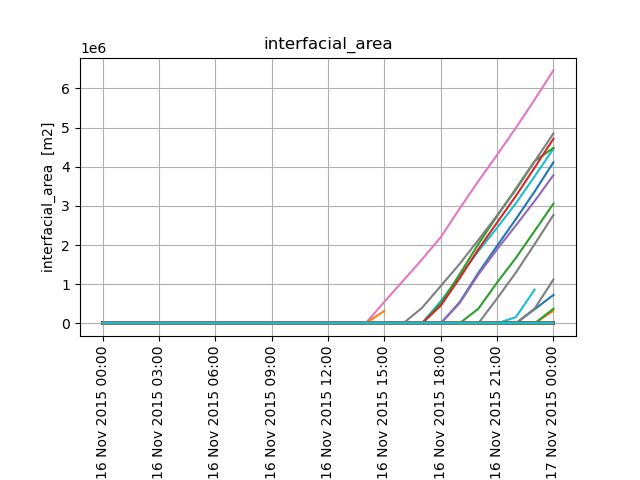 interfacial_area
1e6
interfacial_area [m2]
6
5
4
3
2
1
0
16 Nov 2015 00:00
16 Nov 2015 03:00
16 Nov 2015 06:00
16 Nov 2015 09:00
16 Nov 2015 12:00
16 Nov 2015 15:00
16 Nov 2015 18:00
16 Nov 2015 21:00
17 Nov 2015 00:00